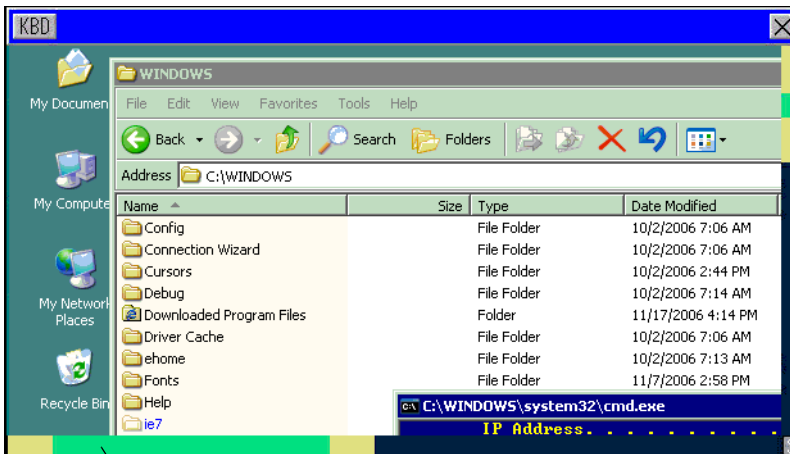 KBD
My Documen
WINDOWS
File Edit View Favorites Tools Help
Back Search Folders
Address C:\WINDOWS
My Compute
Name Size Type Date Modified
Config File Folder 10/2/2006 7:06 AM
Connection Wizard File Folder 10/2/2006 7:06 AM
Cursors File Folder 10/2/2006 2:44 PM
Debug File Folder 10/2/2006 7:14 AM
My Network
Places
Downloaded Program Files Folder 11/17/2006 4:14 PM
Driver Cache File Folder 10/2/2006 7:06 AM
ehome File Folder 10/2/2006 7:13 AM
Fonts File Folder 11/7/2006 2:58 PM
Recycle Bin
Help
ie7
C:\WINDOWS\system32\cmd.exe
IP Address. . . . . . . . . .